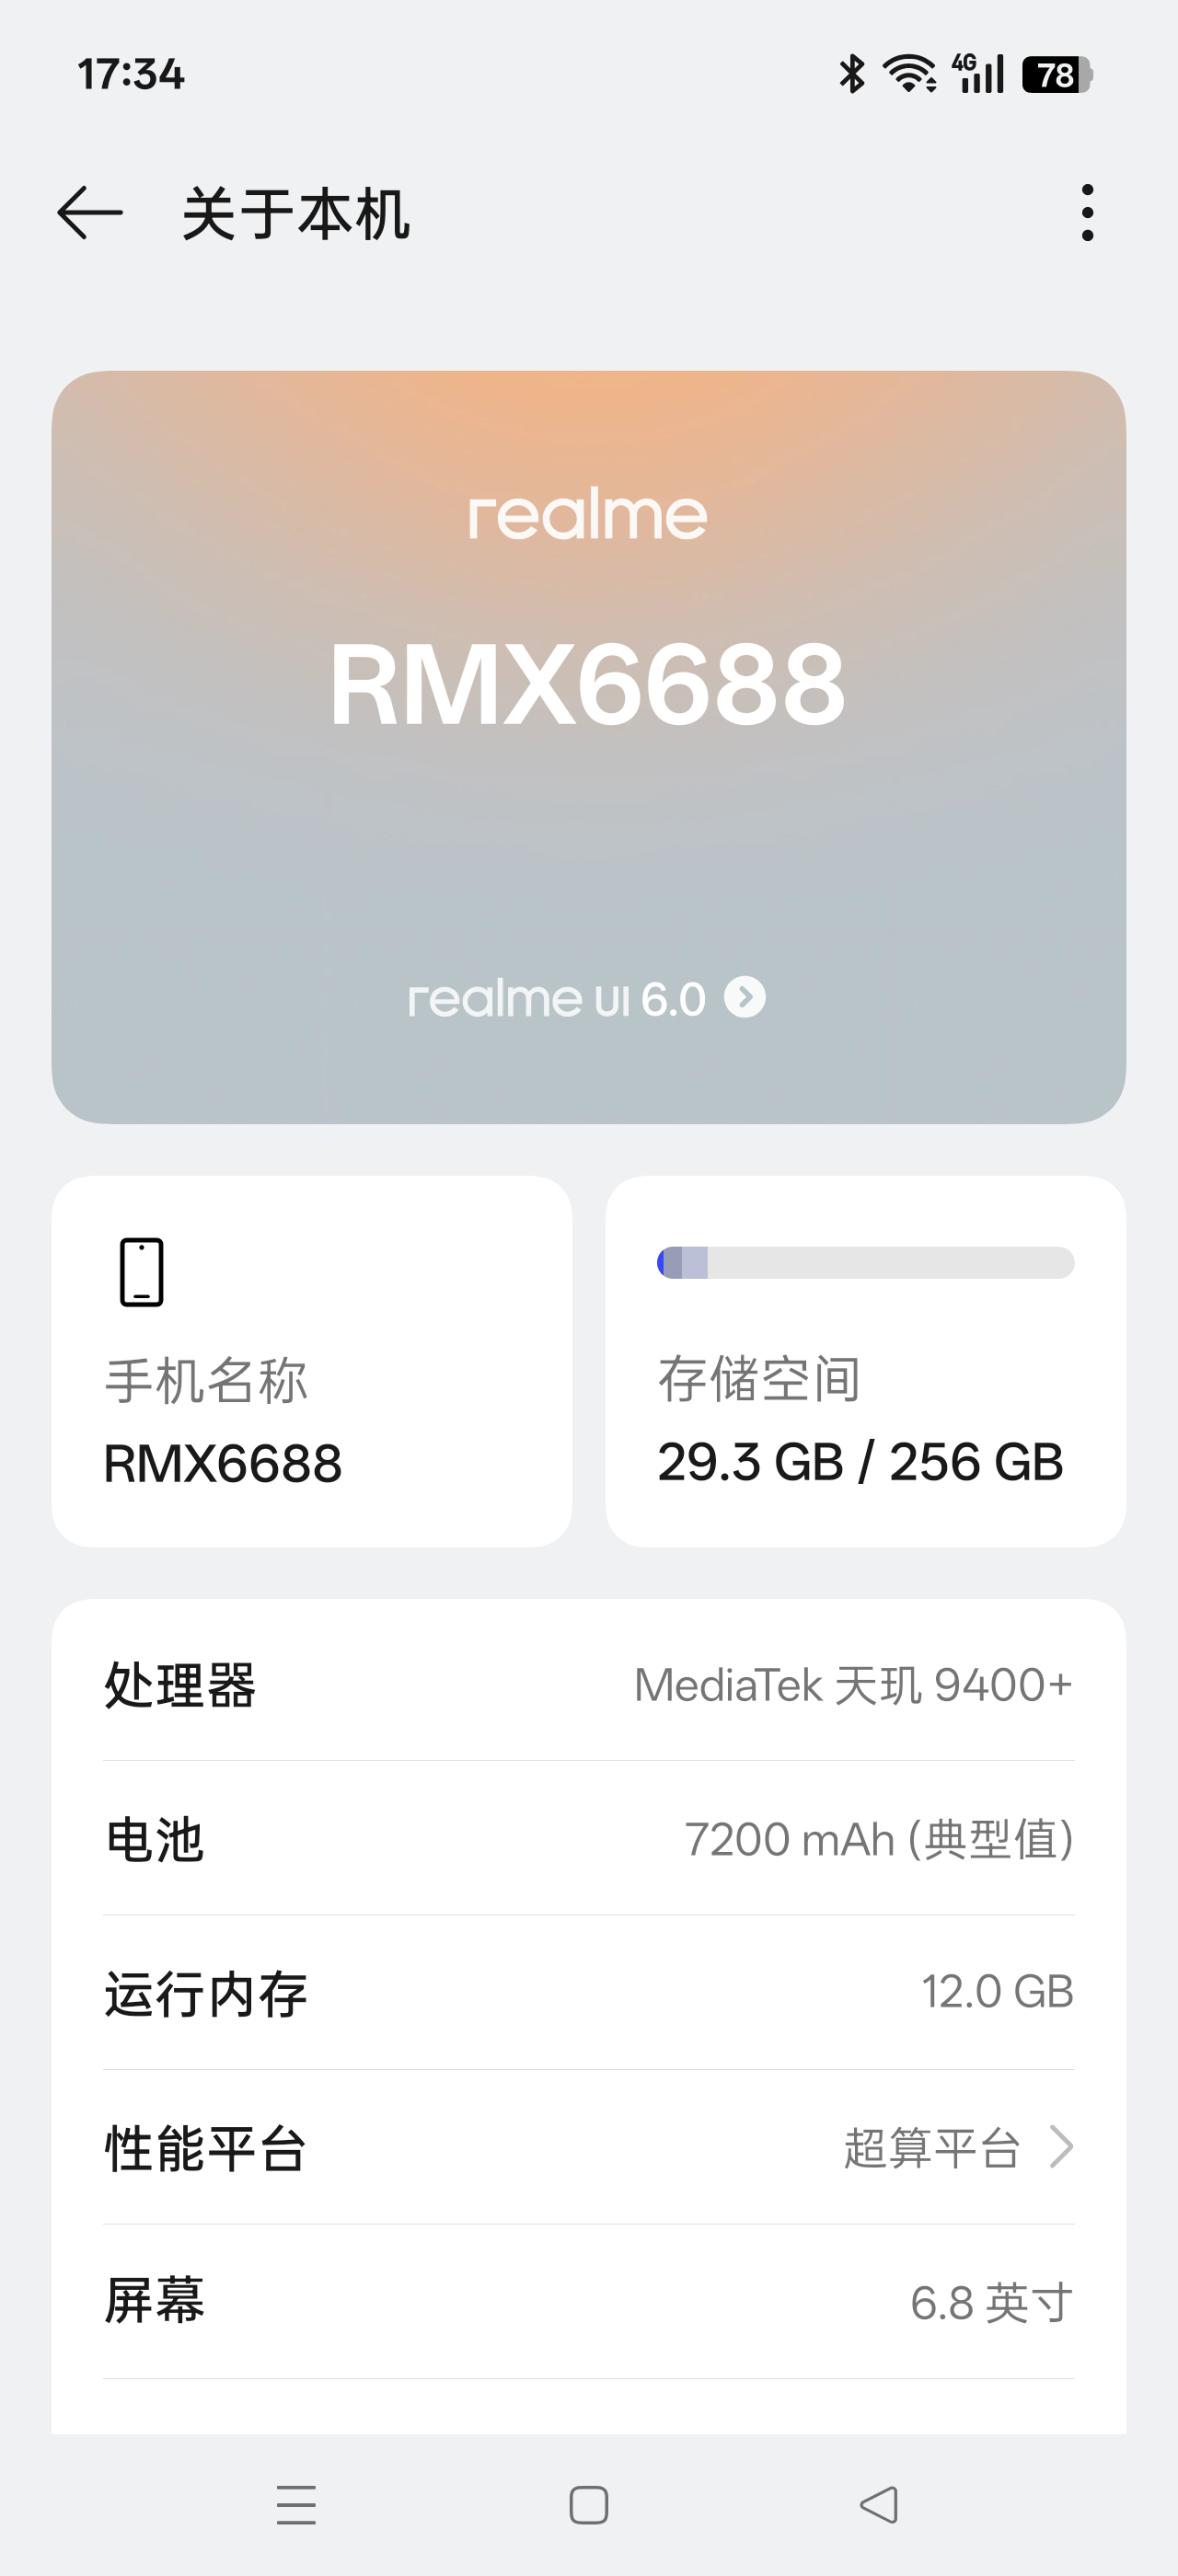 17:34
4G
78
关于本机
realme
RMX6688
realme UI 6.0
手机名称
RMX6688
存储空间
29.3 GB / 256 GB
处理器
MediaTek 天玑 9400+
电池
7200 mAh (典型值)
运行内存
12.0 GB
性能平台
超算平台
屏幕
6.8 英寸